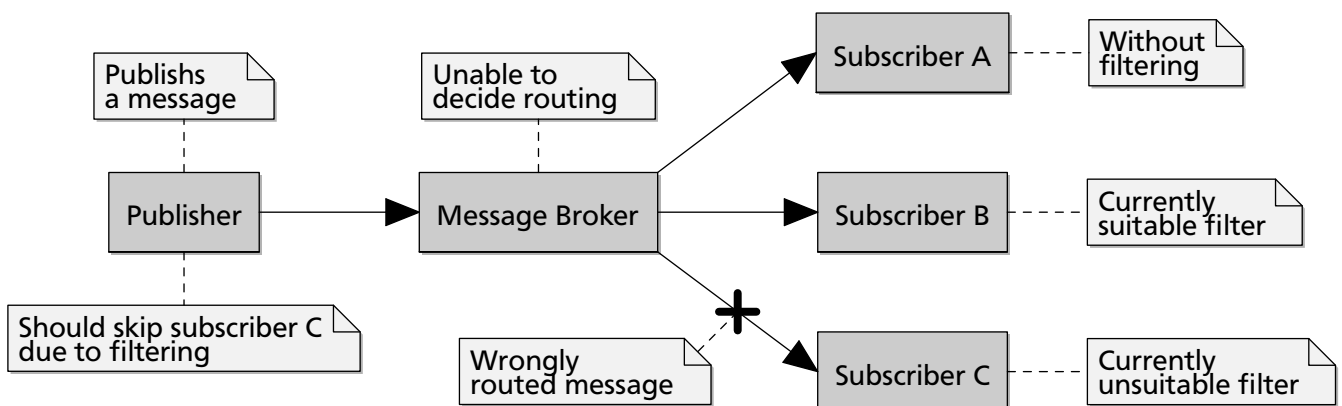 Publishs
a message
Unable to
decide routing
Subscriber A
Without
filtering
Publisher
Message Broker
Subscriber B
Currently
suitable filter
Should skip subscriber C
due to filtering
Wrongly
routed message
Subscriber C
Currently
unsuitable filter